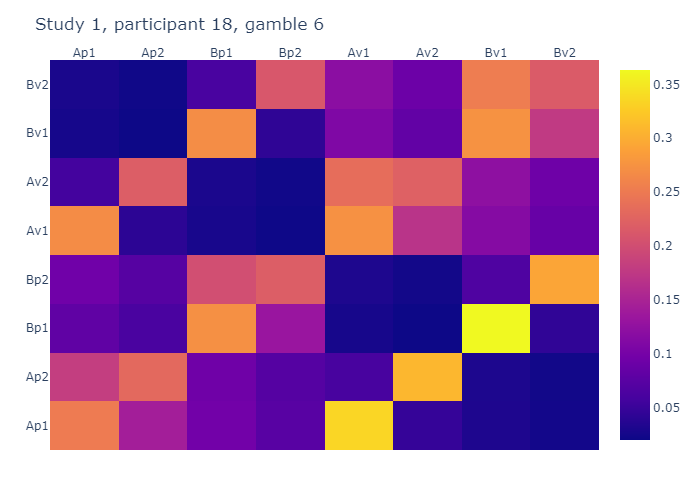 Study 1, participant 18, gamble 6
Ap1 Ap2 Bp1 Bp2 Av1 Av2 Bv1 Bv2
Bv2
Bv1
Av2
Av1
Bp2
Bp1
Ap2
Ap1
0.35
0.3
0.25
0.2
0.15
0.1
0.05